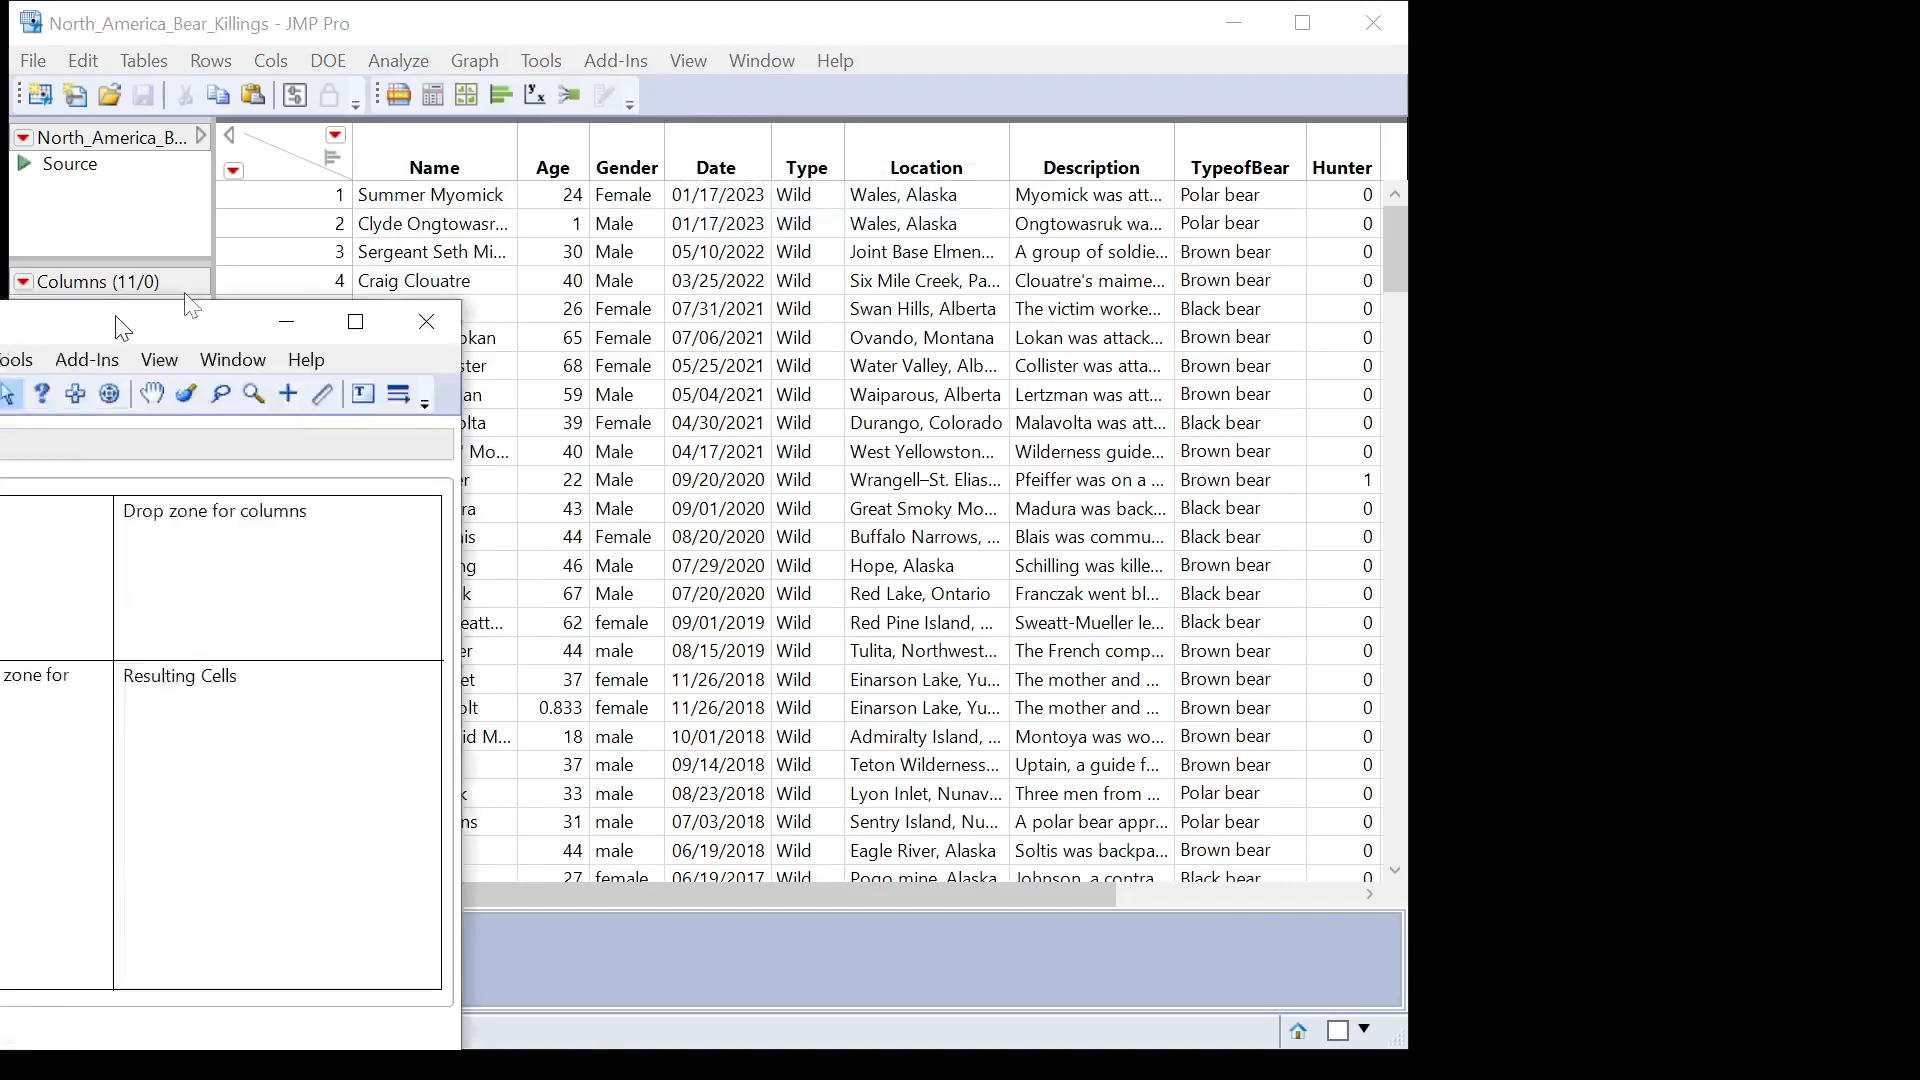 North_America_Bear_Killings - JMP Pro
File Edit Tables Rows Cols DOE Analyze Graph Tools Add-Ins View Window Help
North_America_B...
Source
Columns (11/0)
Name Age Gender Date Type Location Description TypeofBear Hunter
1 Summer Myomick 24 Female 01/17/2023 Wild Wales, Alaska Myomick was att... Polar bear 0
2 Clyde Ongtowasr... 1 Male 01/17/2023 Wild Wales, Alaska Ongtowasruk wa... Polar bear 0
3 Sergeant Seth Mi... 30 Male 05/10/2022 Wild Joint Base Elmen... A group of soldie... Brown bear 0
4 Craig Clouatre 40 Male 03/25/2022 Wild Six Mile Creek, Pa... Clouatre's maime... Brown bear 0
26 Female 07/31/2021 Wild Swan Hills, Alberta The victim worke... Black bear 0
okan 65 Female 07/06/2021 Wild Ovando, Montana Lokan was attack... Brown bear 0
ster 68 Female 05/25/2021 Wild Water Valley, Alb... Collister was atta... Brown bear 0
an 59 Male 05/04/2021 Wild Waiparous, Alberta Lertzman was att... Brown bear 0
olta 39 Female 04/30/2021 Wild Durango, Colorado Malavolta was att... Black bear 0
' Mo... 40 Male 04/17/2021 Wild West Yellowston... Wilderness guide... Brown bear 0
er 22 Male 09/20/2020 Wild Wrangell–St. Elias... Pfeiffer was on a ... Brown bear 1
ra 43 Male 09/01/2020 Wild Great Smoky Mo... Madura was back... Black bear 0
is 44 Female 08/20/2020 Wild Buffalo Narrows, ... Blais was commu... Black bear 0
ng 46 Male 07/29/2020 Wild Hope, Alaska Schilling was kille... Brown bear 0
k 67 Male 07/20/2020 Wild Red Lake, Ontario Franczak went bl... Black bear 0
eatt... 62 female 09/01/2019 Wild Red Pine Island, ... Sweatt-Mueller le... Black bear 0
er 44 male 08/15/2019 Wild Tulita, Northwest... The French comp... Brown bear 0
et 37 female 11/26/2018 Wild Einarson Lake, Yu... The mother and ... Brown bear 0
olt 0.833 female 11/26/2018 Wild Einarson Lake, Yu... The mother and ... Brown bear 0
id M... 18 male 10/01/2018 Wild Admiralty Island, ... Montoya was wo... Brown bear 0
37 male 09/14/2018 Wild Teton Wilderness... Uptain, a guide f... Brown bear 0
k 33 male 08/23/2018 Wild Lyon Inlet, Nunav... Three men from ... Polar bear 0
ns 31 male 07/03/2018 Wild Sentry Island, Nu... A polar bear appr... Polar bear 0
44 male 06/19/2018 Wild Eagle River, Alaska Soltis was backpa... Brown bear 0
27 female 06/19/2017 Wild Pogo mine, Alaska Johnson, a contra... Black bear 0
ools Add-Ins View Window Help
Drop zone for columns
zone for Resulting Cells